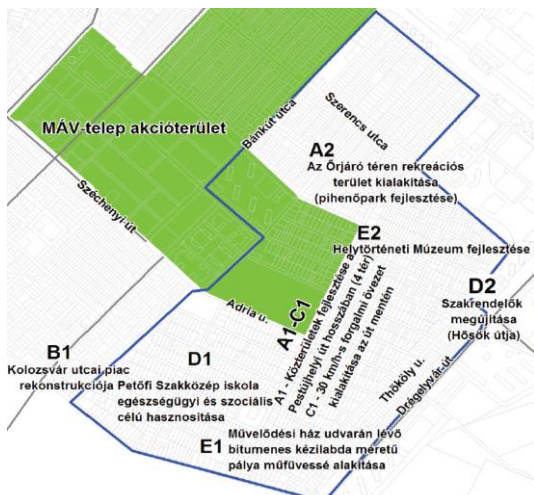 Bánkút utca
Szerencs utca
MÁV-telep akcióterület
A2
Az Őrjáró téren rekreációs
terület kialakítása
(pihenőpark fejlesztése)
Széchenyi út
E2
Helytörténeti Múzeum fejlesztése
D2
Szakrendelők
megújítása
(Hősök útja)
Adria u.
A1-C1
A1 - Közterületek fejlesztése a
Pestújhelyi út hosszában (4 tér)
C1 - 30 km/h-s forgalmi övezet
kialakítása az út mentén
Thököly u.
Drégelyvár út
B1
Kolozsvár utcai piac
rekonstrukciója
D1
Petőfi Szakközép iskola
egészségügyi és szociális
célú hasznosítása
E1
Művelődési ház udvarán lévő
bitumenes kézilabda méretű
pálya műfüvessé alakítása